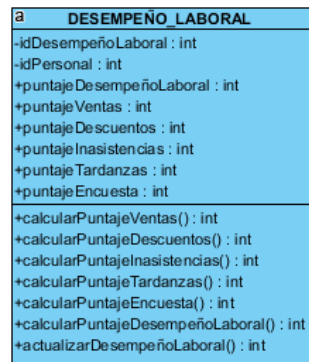 a
DESEMPEÑO_LABORAL
-idDesempeñoLaboral : int
-idPersonal : int
+puntajeDesempeñoLaboral : int
+puntajeVentas : int
+puntajeDescuentos : int
+puntajeInasistencias : int
+puntajeTardanzas : int
+puntajeEncuesta : int
+calcularPuntajeVentas() : int
+calcularPuntajeDescuentos() : int
+calcularPuntajeInasistencias() : int
+calcularPuntajeTardanzas() : int
+calcularPuntajeEncuesta() : int
+calcularPuntajeDesempeñoLaboral() : int
+actualizarDesempeñoLaboral() : int